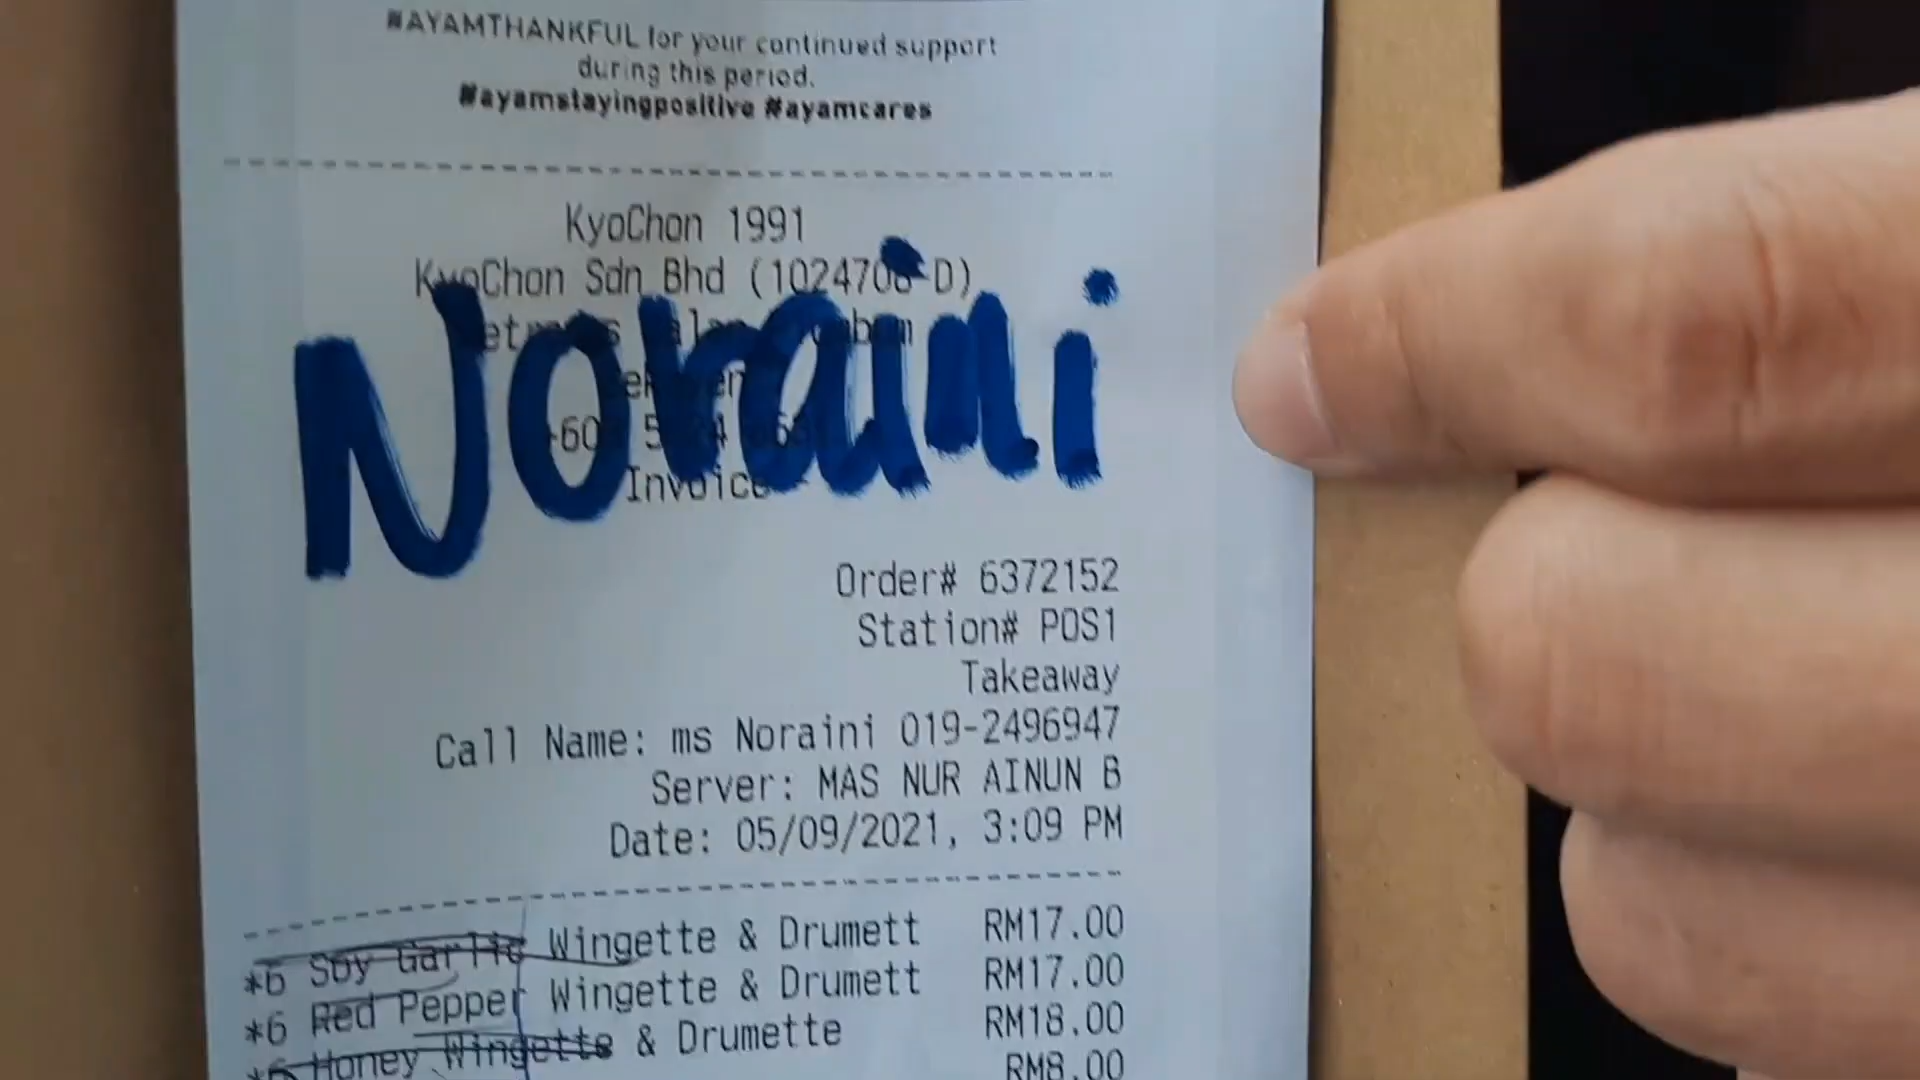 #AYAMTHANKFUL for your continued support
during this period.
#ayamstayingpositive #ayamcares
KyoChon 1991
KyoChon Sdn Bhd (1024706-D)
Noraini
Invoice
Order# 6372152
Station# POS1
Takeaway
Call Name: ms Noraini 019-2496947
Server: MAS NUR AINUN B
Date: 05/09/2021, 3:09 PM
*6 Soy Garlic Wingette & Drumett RM17.00
*6 Red Pepper Wingette & Drumett RM17.00
*6 Honey Wingette & Drumette RM18.00
RM8.00